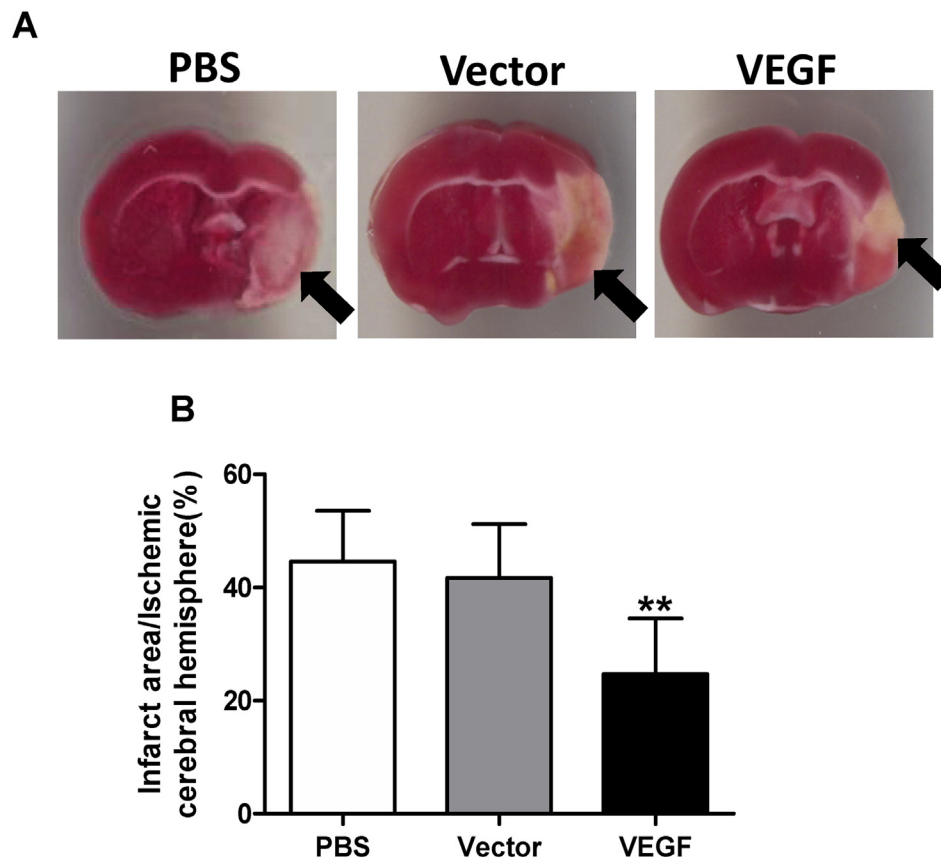 A
PBS Vector VEGF
B
Infarct area/Ischemic
cerebral hemisphere(%)
60
40
20
0
**
PBS Vector VEGF